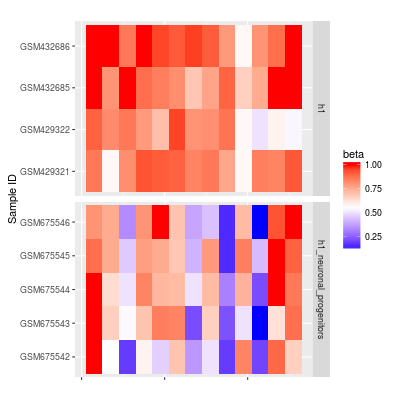 Sample ID
GSM432686
GSM432685
GSM429322
GSM429321
h1
GSM675546
GSM675545
GSM675544
GSM675543
GSM675542
h1_neuronal_progenitors
beta
1.00
0.75
0.50
0.25